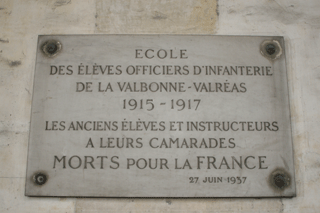 ECOLE
DES ÉLÈVES OFFICIERS D'INFANTERIE
DE LA VALBONNE - VALRÉAS
1915 - 1917
LES ANCIENS ÉLÈVES ET INSTRUCTEURS
A LEURS CAMARADES
MORTS POUR LA FRANCE
27 JUIN 1937